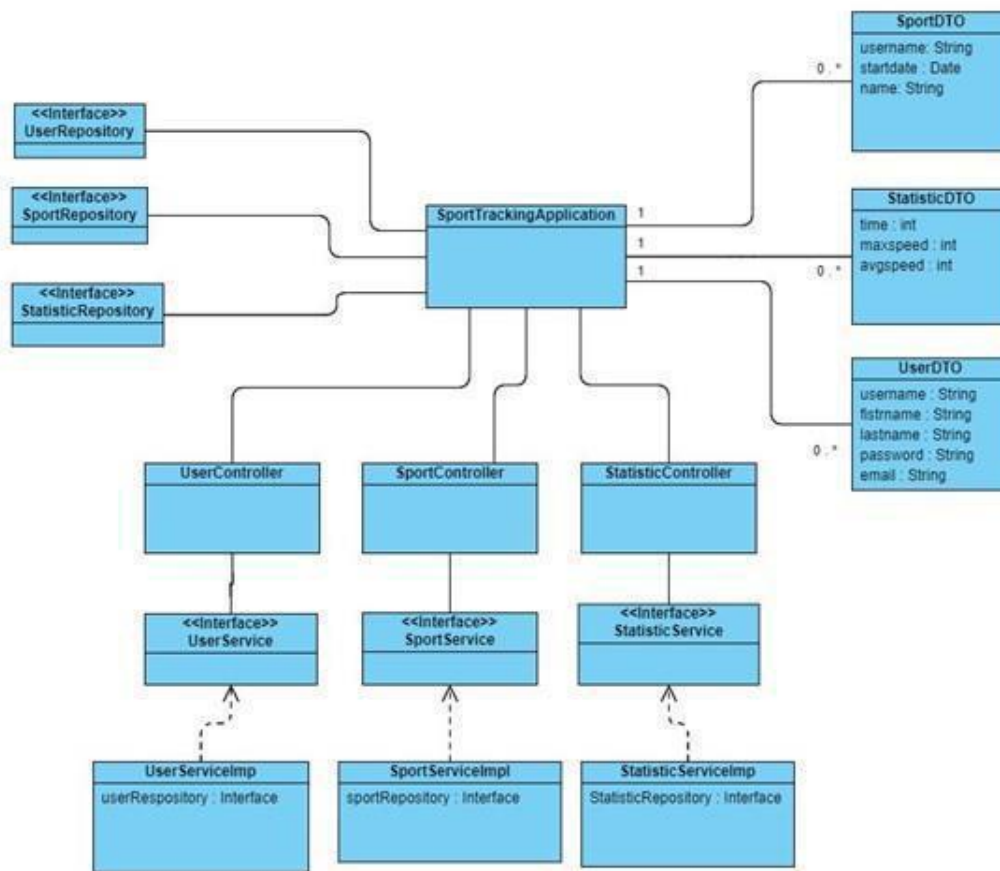 SportDTO
username: String
startdate : Date
name: String
0..*
<<Interface>>
UserRepository
<<Interface>>
SportRepository
<<Interface>>
StatisticRepository
SportTrackingApplication
1
1
1
StatisticDTO
time : int
maxspeed : int
avgspeed : int
0..*
UserDTO
username : String
fistrname : String
lastname : String
password : String
email : String
0..*
UserController
SportController
StatisticController
<<Interface>>
UserService
<<Interface>>
SportService
<<Interface>>
StatisticService
UserServiceImp
userRespository : Interface
SportServiceImpl
sportRepository : Interface
StatisticServiceImp
StatisticRepository : Interface